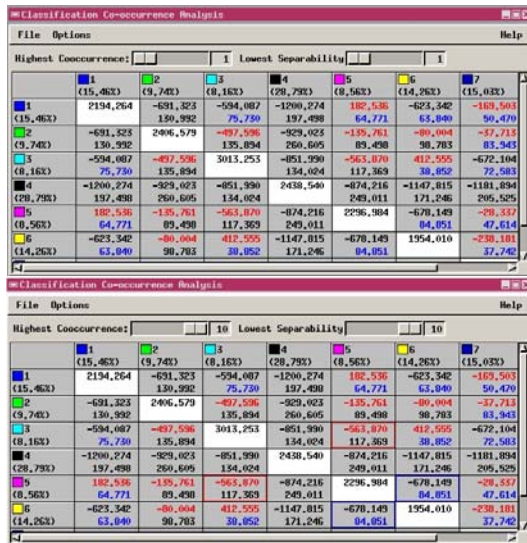 Classification Co-occurrence Analysis
File Options Help
Highest Cooccurrence: 1 Lowest Separability 1
1 2 3 4 5 6 7
(15,46%) (9,74%) (8,16%) (28,79%) (8,56%) (14,26%) (15,03%)
1 2194,264 -691,323 -594,087 -1200,274 182,536 -623,342 -169,503
(15,46%) 130,992 75,730 197,498 64,771 63,840 50,470
2 -691,323 2406,579 -497,596 -929,023 -135,761 -80,004 -37,713
(9,74%) 130,992 135,894 260,605 89,498 98,783 83,943
3 -594,087 -497,596 3013,253 -851,990 -563,870 412,555 -672,104
(8,16%) 75,730 135,894 134,024 117,369 38,852 72,583
4 -1200,274 -929,023 -851,990 2438,540 -874,216 -1147,815 -1181,894
(28,79%) 197,498 260,605 134,024 249,011 171,246 205,525
5 182,536 -135,761 -563,870 -874,216 2296,984 -678,149 -28,337
(8,56%) 64,771 89,498 117,369 249,011 84,851 47,614
6 -623,342 -80,004 412,555 -1147,815 -678,149 1954,010 -238,181
(14,26%) 63,840 98,783 38,852 171,246 84,851 37,742
Classification Co-occurrence Analysis
File Options Help
Highest Cooccurrence: 10 Lowest Separability 10
1 2 3 4 5 6 7
(15,46%) (9,74%) (8,16%) (28,79%) (8,56%) (14,26%) (15,03%)
1 2194,264 -691,323 -594,087 -1200,274 182,536 -623,342 -169,503
(15,46%) 130,992 75,730 197,498 64,771 63,840 50,470
2 -691,323 2406,579 -497,596 -929,023 -135,761 -80,004 -37,713
(9,74%) 130,992 135,894 260,605 89,498 98,783 83,943
3 -594,087 -497,596 3013,253 -851,990 -563,870 412,555 -672,104
(8,16%) 75,730 135,894 134,024 117,369 38,852 72,583
4 -1200,274 -929,023 -851,990 2438,540 -874,216 -1147,815 -1181,894
(28,79%) 197,498 260,605 134,024 249,011 171,246 205,525
5 182,536 -135,761 -563,870 -874,216 2296,984 -678,149 -28,337
(8,56%) 64,771 89,498 117,369 249,011 84,851 47,614
6 -623,342 -80,004 412,555 -1147,815 -678,149 1954,010 -238,181
(14,26%) 63,840 98,783 38,852 171,246 84,851 37,742